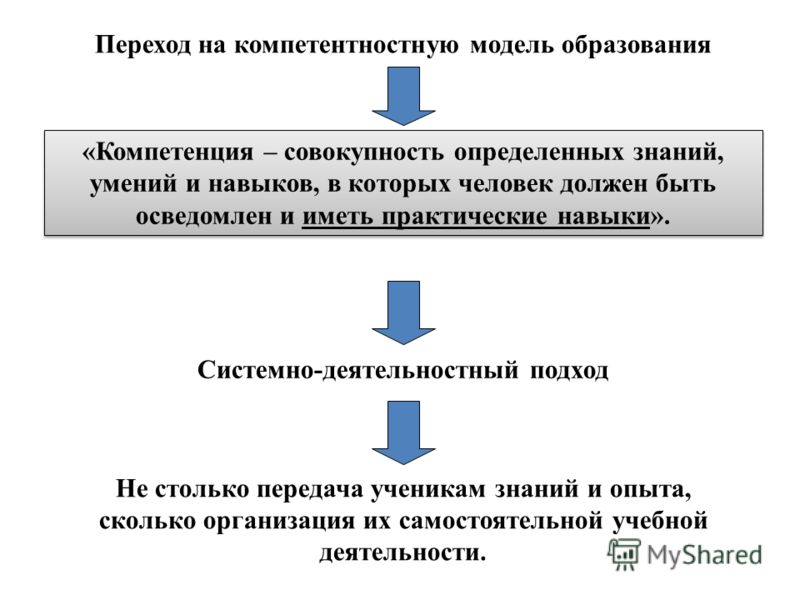 Переход на компетентностную модель образования
«Компетенция – совокупность определенных знаний,
умений и навыков, в которых человек должен быть
осведомлен и иметь практические навыки».
Системно-деятельностный подход
Не столько передача ученикам знаний и опыта,
сколько организация их самостоятельной учебной
деятельности.
MyShared